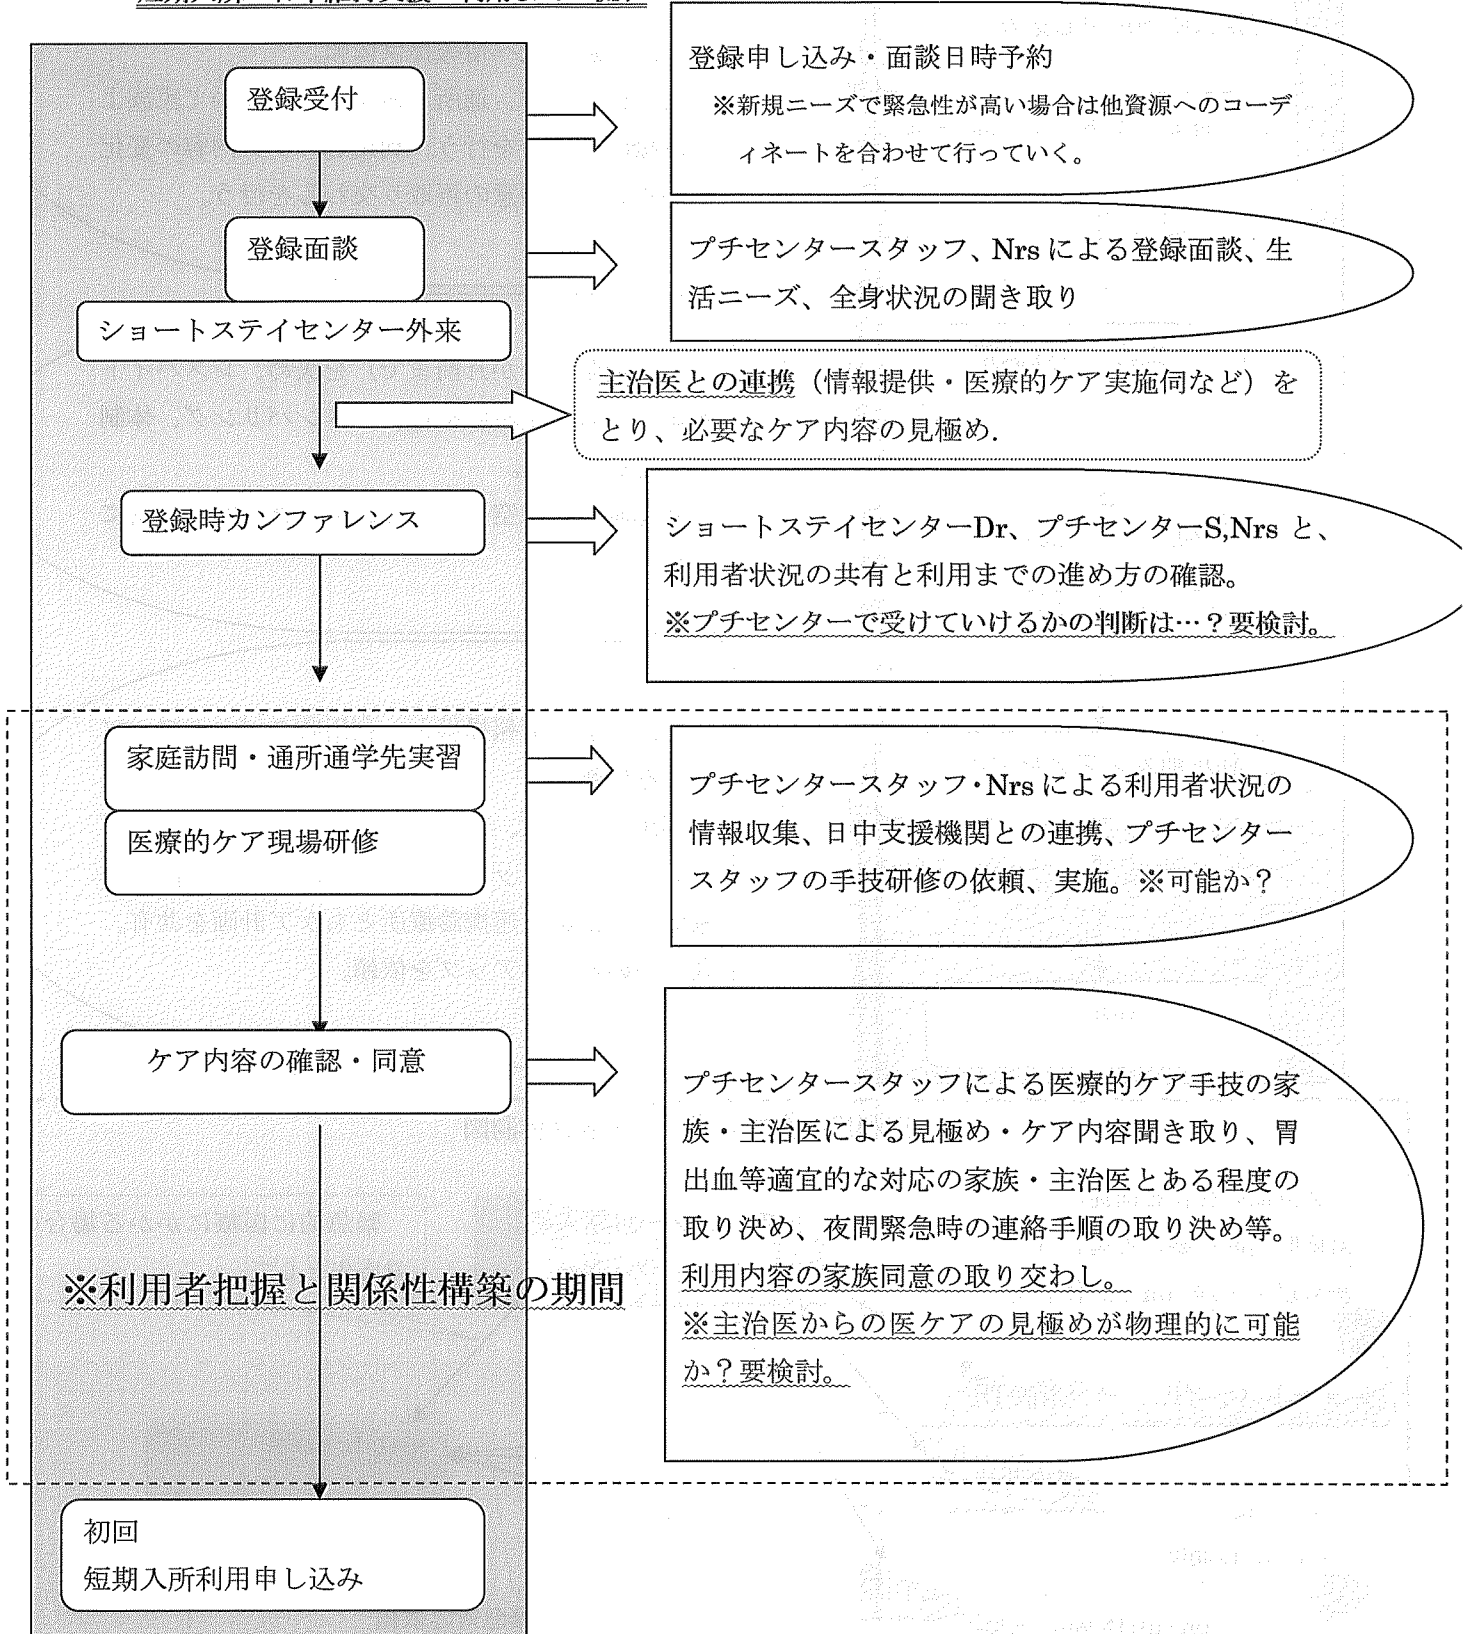 登録受付
登録申し込み・面談日時予約
※新規ニーズで緊急性が高い場合は他資源へのコーデ
ィネートを合わせて行っていく。
登録面談
ショートステイセンター外来
プチセンタースタッフ、Nrs による登録面談、生
活ニーズ、全身状況の聞き取り
主治医との連携（情報提供・医療的ケア実施伺など）を
とり、必要なケア内容の見極め.
登録時カンファレンス
ショートステイセンターDr、プチセンターS,Nrs と、
利用者状況の共有と利用までの進め方の確認。
※プチセンターで受けていけるかの判断は…？要検討。
家庭訪問・通所通学先実習
医療的ケア現場研修
プチセンタースタッフ・Nrs による利用者状況の
情報収集、日中支援機関との連携、プチセンター
スタッフの手技研修の依頼、実施。※可能か？
ケア内容の確認・同意
プチセンタースタッフによる医療的ケア手技の家
族・主治医による見極め・ケア内容聞き取り、胃
出血等適宜的な対応の家族・主治医とある程度の
取り決め、夜間緊急時の連絡手順の取り決め等。
利用内容の家族同意の取り交わし。
※主治医からの医ケアの見極めが物理的に可能
か？要検討。
※利用者把握と関係性構築の期間
初回
短期入所利用申し込み